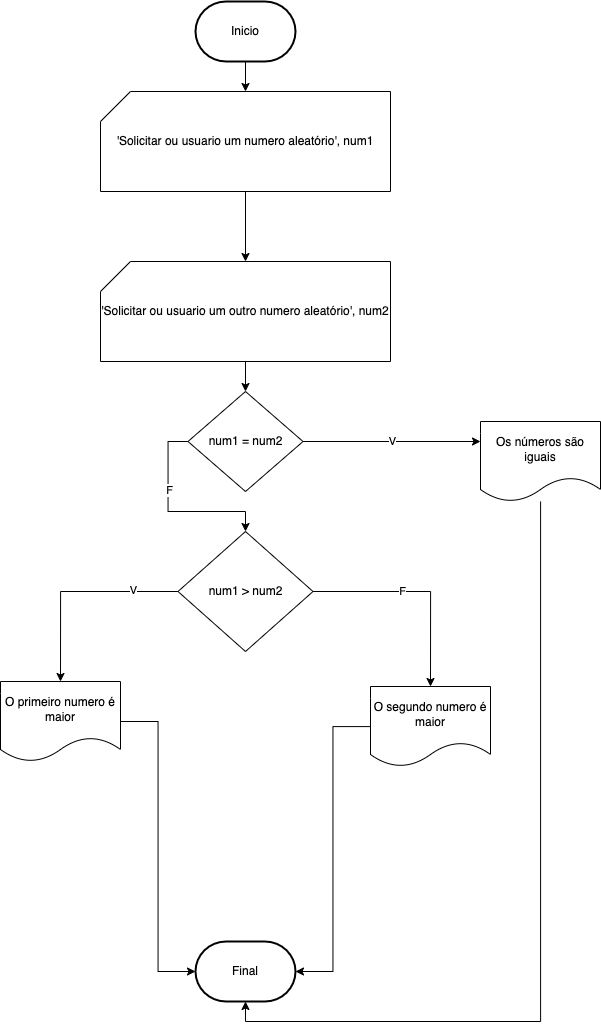 Inicio
'Solicitar ou usuario um numero aleatório', num1
'Solicitar ou usuario um outro numero aleatório', num2
num1 = num2
V
Os números são
iguais
F
num1 > num2
V
F
O primeiro numero é
maior
O segundo numero é
maior
Final